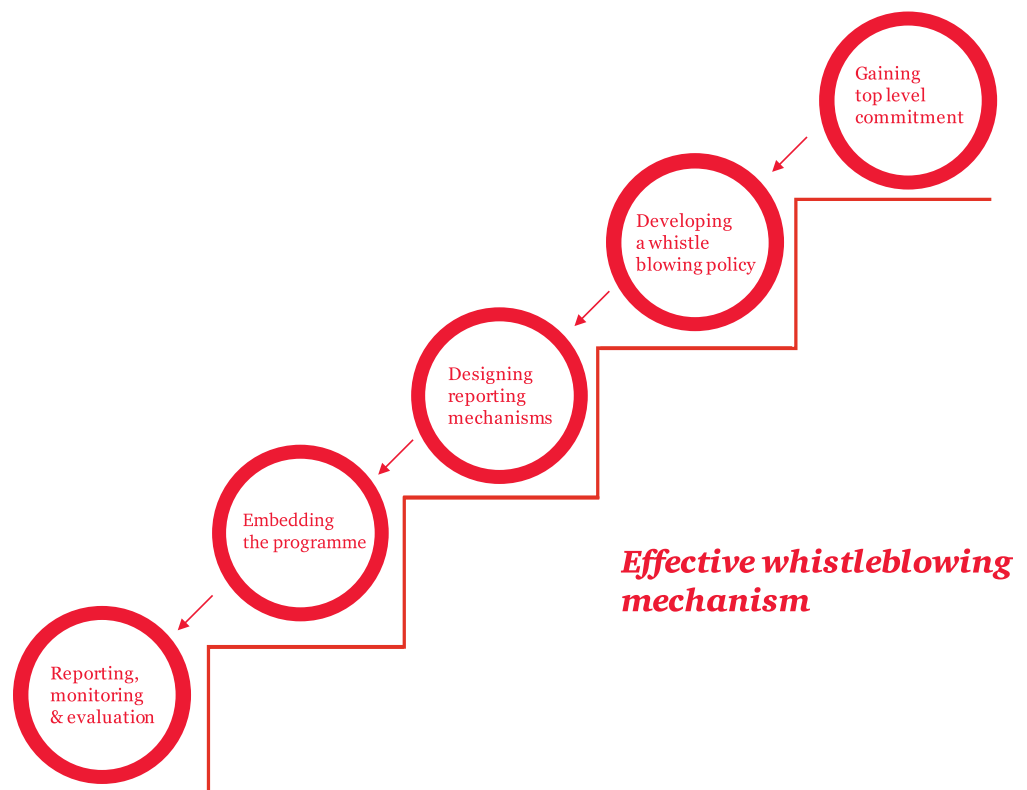 Gaining
top level
commitment
Developing
a whistle
blowing policy
Designing
reporting
mechanisms
Embedding
the programme
Effective whistleblowing
mechanism
Reporting,
monitoring
& evaluation